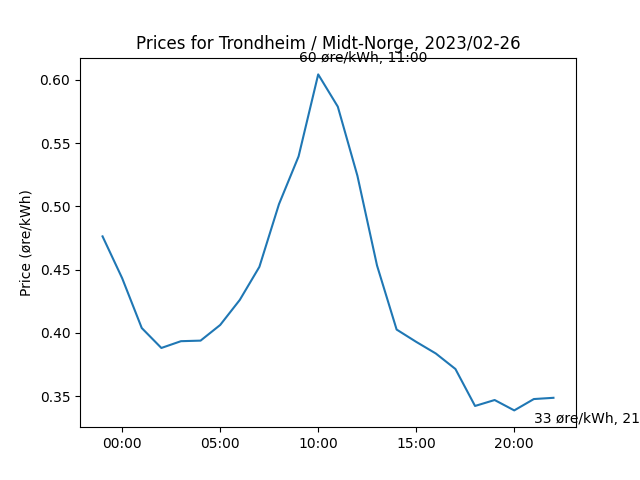 Prices for Trondheim / Midt-Norge, 2023/02-26
60 øre/kWh, 11:00
0.60
0.55
0.50
0.45
0.40
0.35
Price (øre/kWh)
33 øre/kWh, 21
00:00
05:00
10:00
15:00
20:00